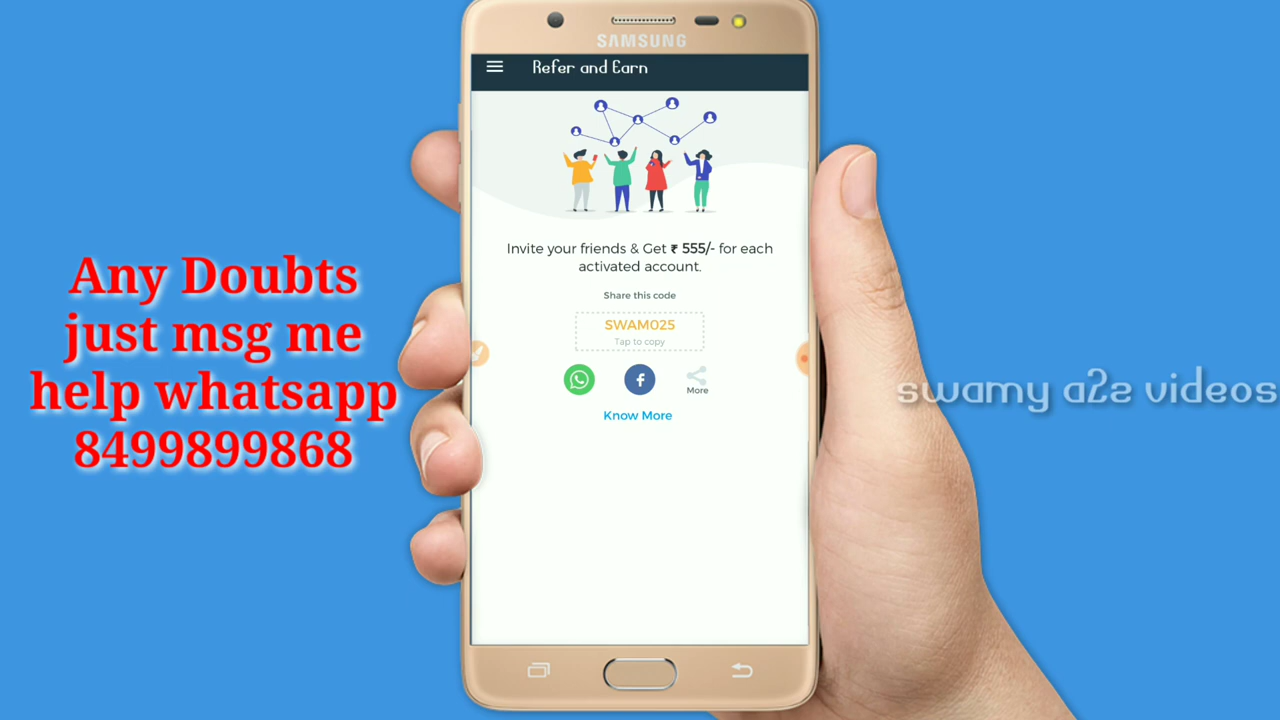 SAMSUNG
Refer and Earn
Invite your friends & Get ₹ 555/- for each
activated account.
Share this code
SWAM025
Tap to copy
More
Know More
Any Doubts
just msg me
help whatsapp
8499899868
swamy a2z videos